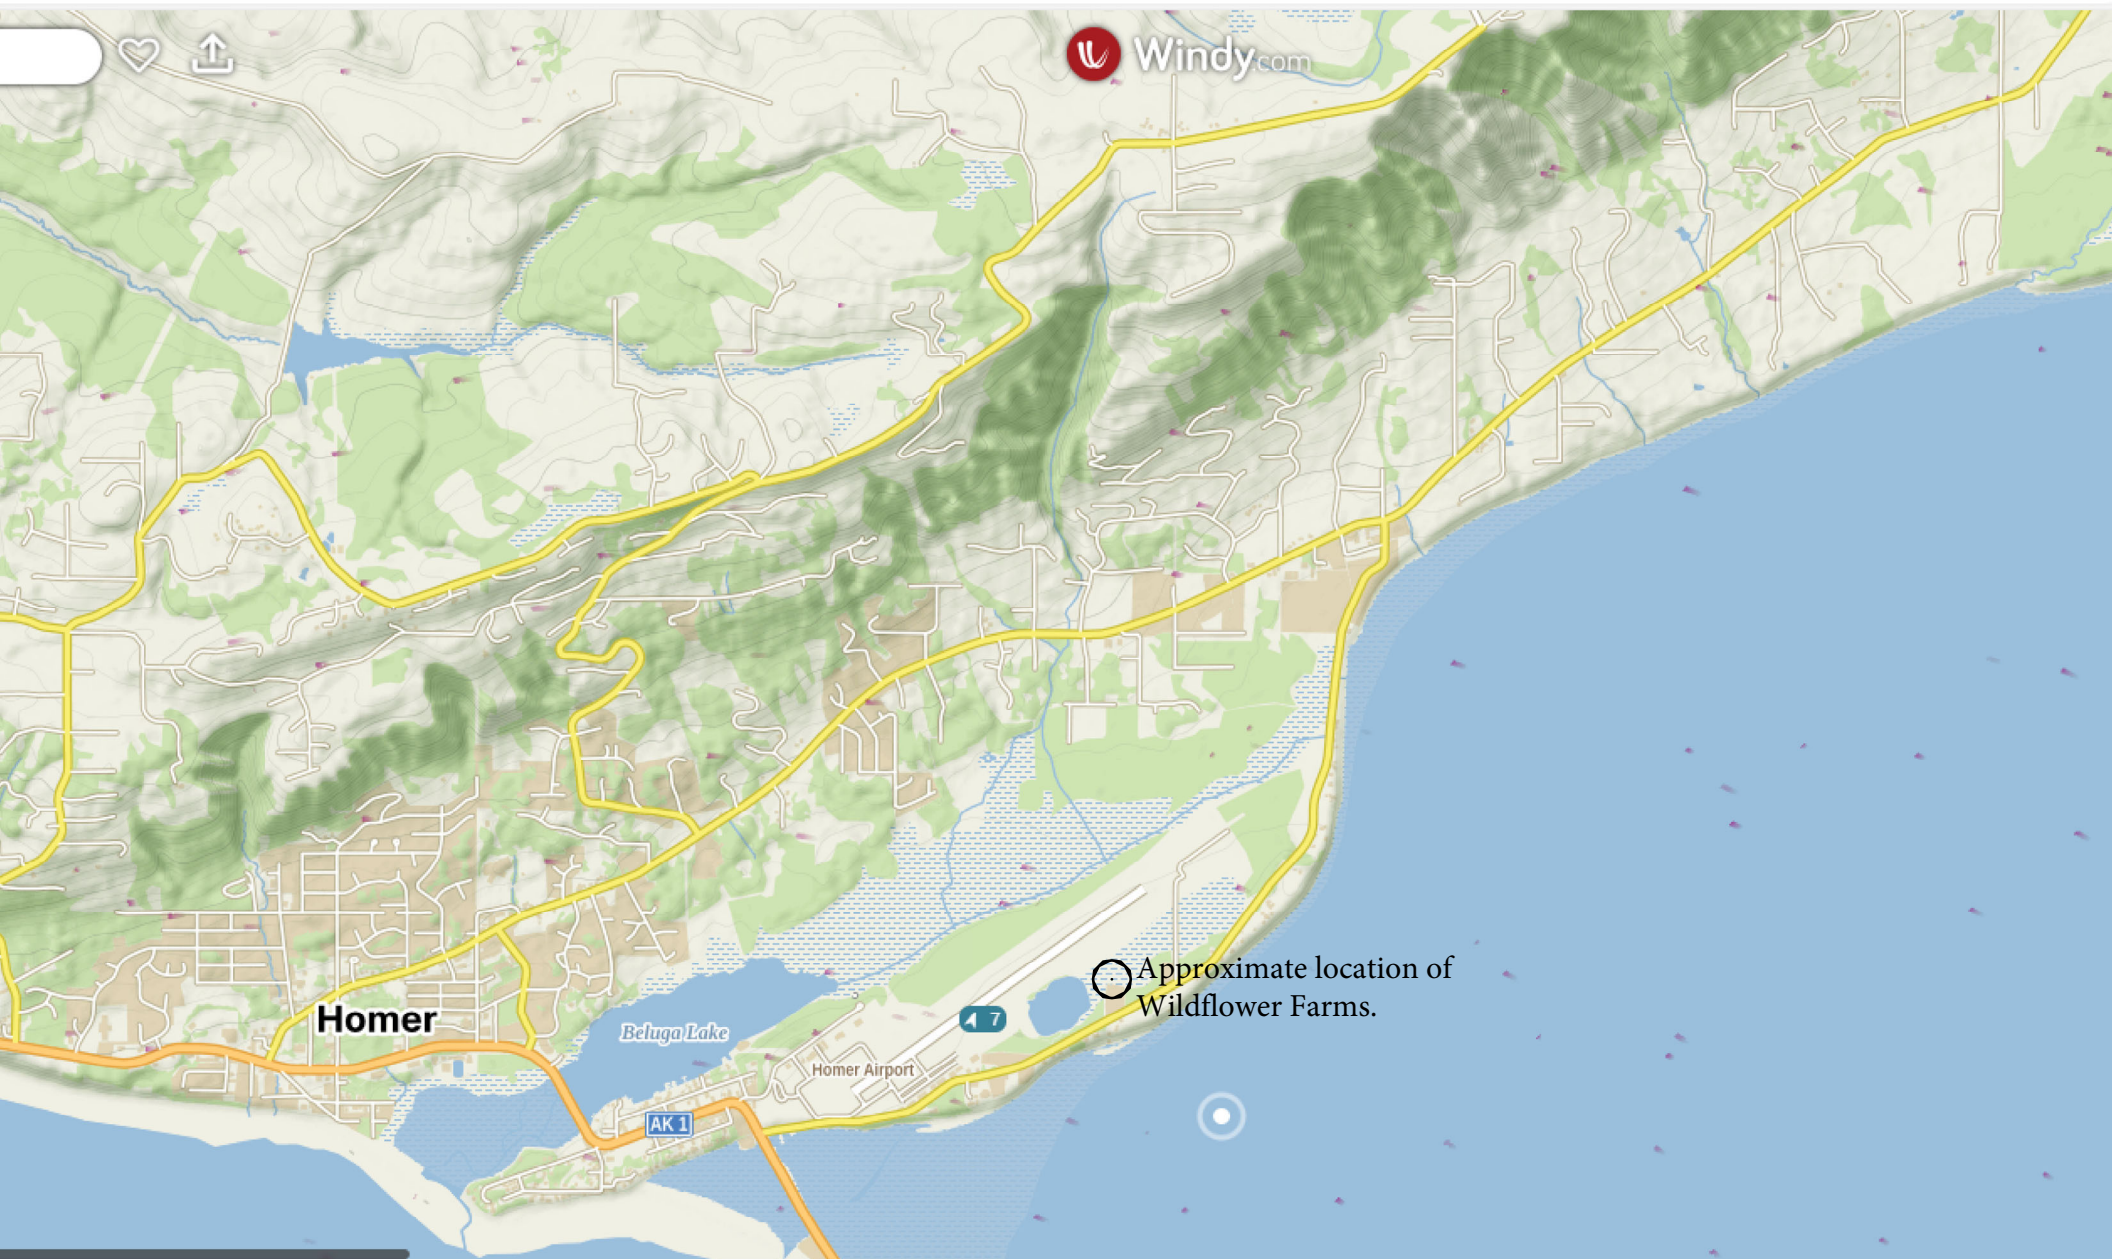 Windy.com
Approximate location of
Wildflower Farms.
7
Homer
Beluga Lake
Homer Airport
AK 1